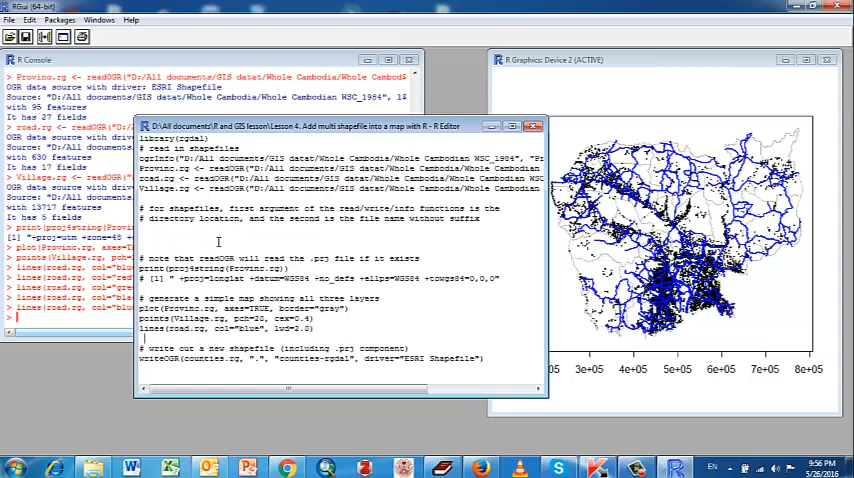 RGui (64-bit)
File Edit Packages Windows Help
R Console
> Provinc.rg <- readOGR("D:/All documents/GIS datat/Whole Cambodia/Whole Cambod$
OGR data source with driver: ESRI Shapefile
Source: "D:/All documents/GIS datat/Whole Cambodia/Whole Cambodian WSC_1984", l$
with 95 features
It has 27 fields
> road.rg <- readOGR("D:/
OGR data source with driv
Source: "D:/All documents
with 630 features
It has 17 fields
> Village.rg <- readOGR("
OGR data source with driv
Source: "D:/All documents
with 13717 features
It has 5 fields
> print(proj4string(Provi
[1] "+proj=utm +zone=48 +
> plot(Provinc.rg, axes=T
> points(Village.rg, pch=
> lines(road.rg, col="blu
> lines(road.rg, col="red
> lines(road.rg, col="gre
> lines(road.rg, col="bla
> lines(road.rg, col="blu
>
D:\All documents\R and GIS lesson\Lesson 4. Add multi shapefile into a map with R - R Editor
library(rgdal)
# read in shapefiles
ogrInfo("D:/All documents/GIS datat/Whole Cambodia/Whole Cambodian WSC_1984", "Pr
Provinc.rg <- readOGR("D:/All documents/GIS datat/Whole Cambodia/Whole Cambodian
road.rg <- readOGR("D:/All documents/GIS datat/Whole Cambodia/Whole Cambodian WSC
Village.rg <- readOGR("D:/All documents/GIS datat/Whole Cambodia/Whole Cambodian
# for shapefiles, first argument of the read/write/info functions is the
# directory location, and the second is the file name without suffix
# note that readOGR will read the .prj file if it exists
print(proj4string(Provinc.rg))
# [1] " +proj=longlat +datum=WGS84 +no_defs +ellps=WGS84 +towgs84=0,0,0"
# generate a simple map showing all three layers
plot(Provinc.rg, axes=TRUE, border="gray")
points(Village.rg, pch=20, cex=0.4)
lines(road.rg, col="blue", lwd=2.0)
# write out a new shapefile (including .prj component)
writeOGR(counties.rg, ".", "counties-rgdal", driver="ESRI Shapefile")
R Graphics: Device 2 (ACTIVE)
3e+05 4e+05 5e+05 6e+05 7e+05 8e+05
EN
9:56 PM
5/26/2016